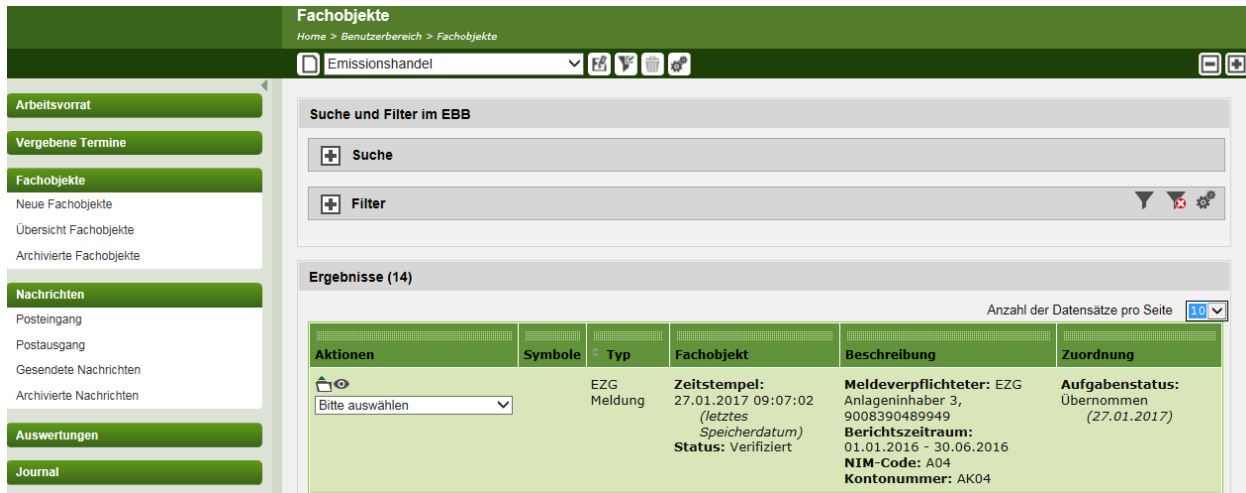 Fachobjekte
Home > Benutzerbereich > Fachobjekte
Emissionshandel
Arbeitsvorrat
Vergebene Termine
Fachobjekte
Neue Fachobjekte
Übersicht Fachobjekte
Archivierte Fachobjekte
Nachrichten
Posteingang
Postausgang
Gesendete Nachrichten
Archivierte Nachrichten
Auswertungen
Journal
Suche und Filter im EBB
Suche
Filter
Ergebnisse (14)
Anzahl der Datensätze pro Seite 10
Aktionen Symbole Typ Fachobjekt Beschreibung Zuordnung
Bitte auswählen
EZG
Meldung
Zeitstempel:
27.01.2017 09:07:02
(letztes
Speicherdatum)
Status: Verifiziert
Meldeverpflichteter: EZG
Anlageninhaber 3,
9008390489949
Berichtszeitraum:
01.01.2016 - 30.06.2016
NIM-Code: A04
Kontonummer: AK04
Aufgabenstatus:
Übernommen
(27.01.2017)